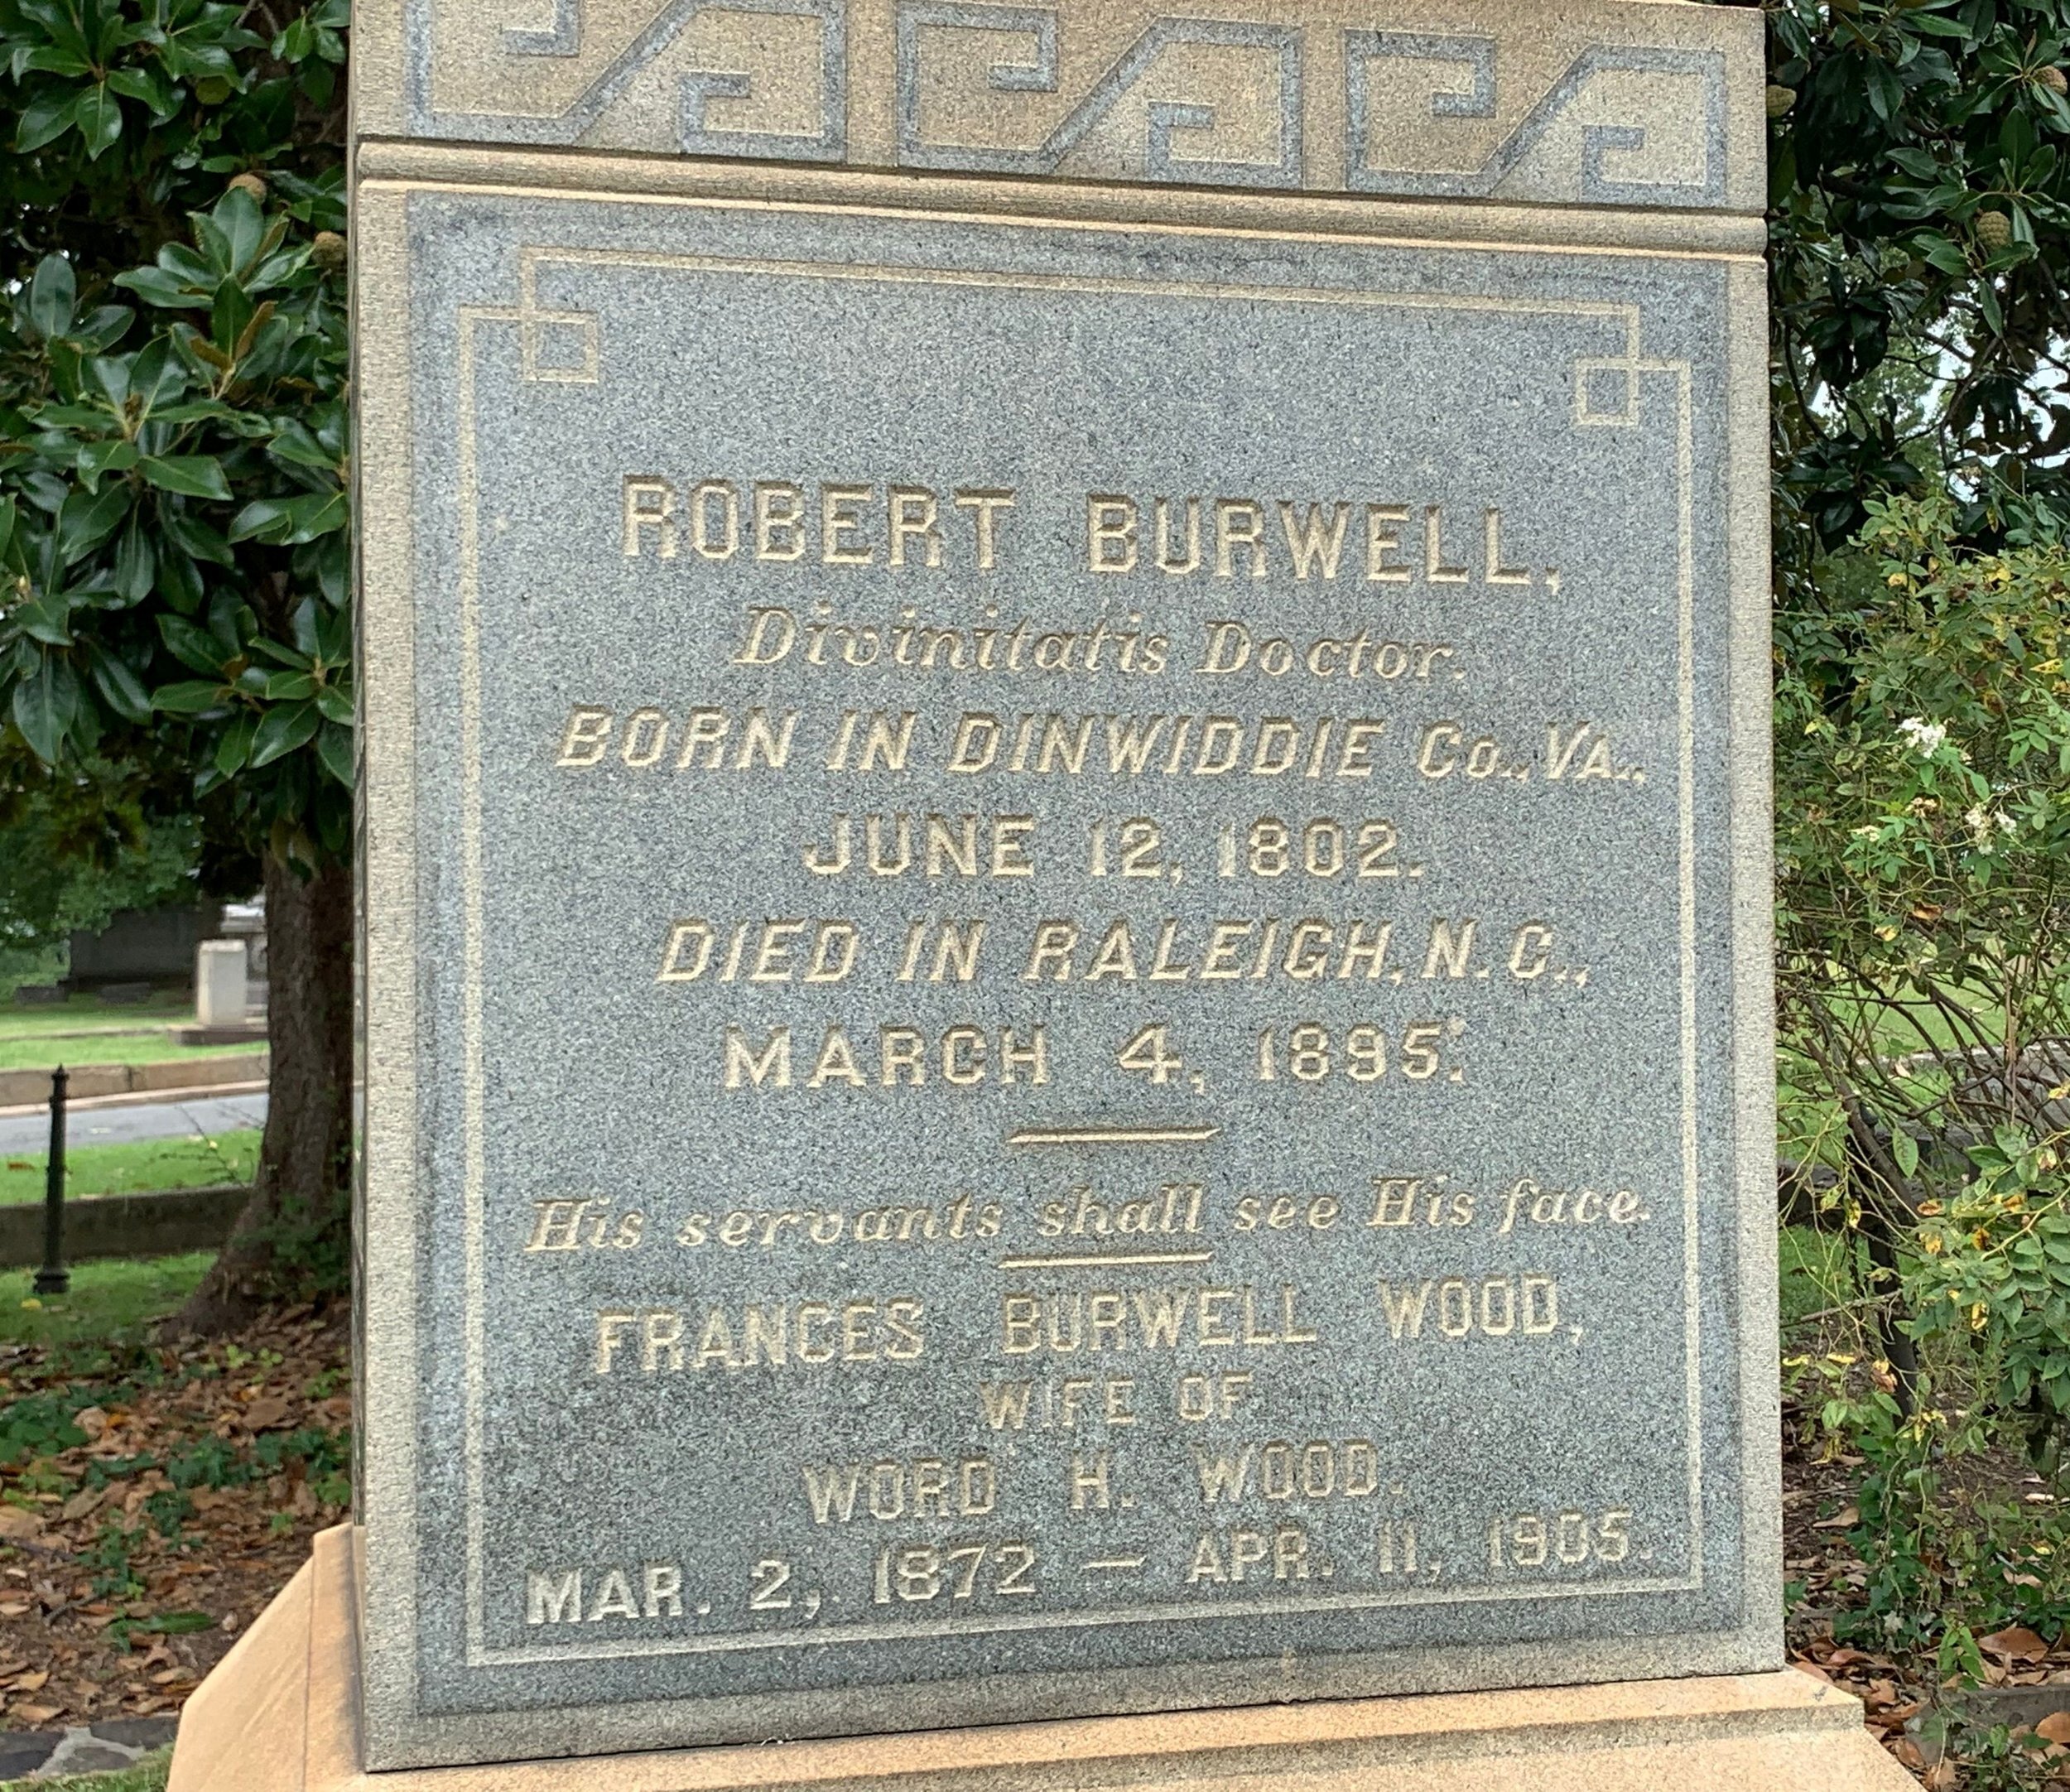 ROBERT BURWELL,
Divinitatis Doctor.
BORN IN DINWIDDIE Co., VA.,
JUNE 12, 1802.
DIED IN RALEIGH, N. C.,
MARCH 4, 1895.
His servants shall see His face.
FRANCES BURWELL WOOD,
WIFE OF
WORD H. WOOD.
MAR. 2, 1872 — APR. 11, 1905.